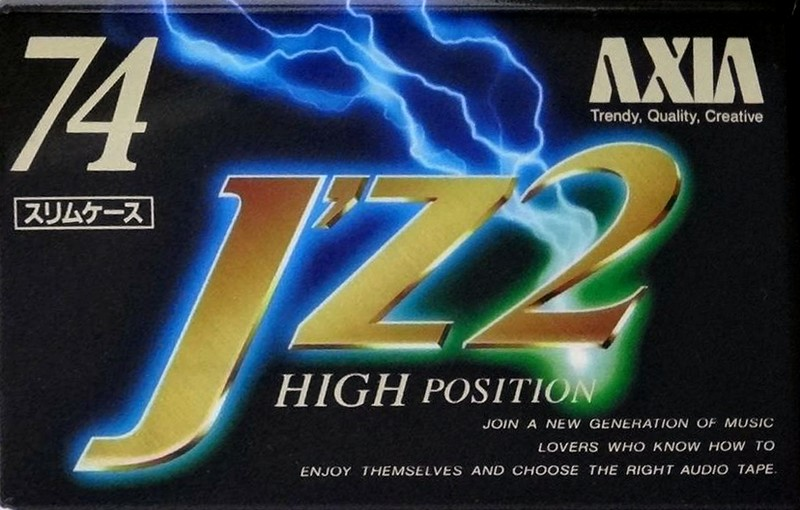 74
AXIA
Trendy, Quality, Creative
スリムケース
J'Z2
HIGH POSITION
JOIN A NEW GENERATION OF MUSIC
LOVERS WHO KNOW HOW TO
ENJOY THEMSELVES AND CHOOSE THE RIGHT AUDIO TAPE.